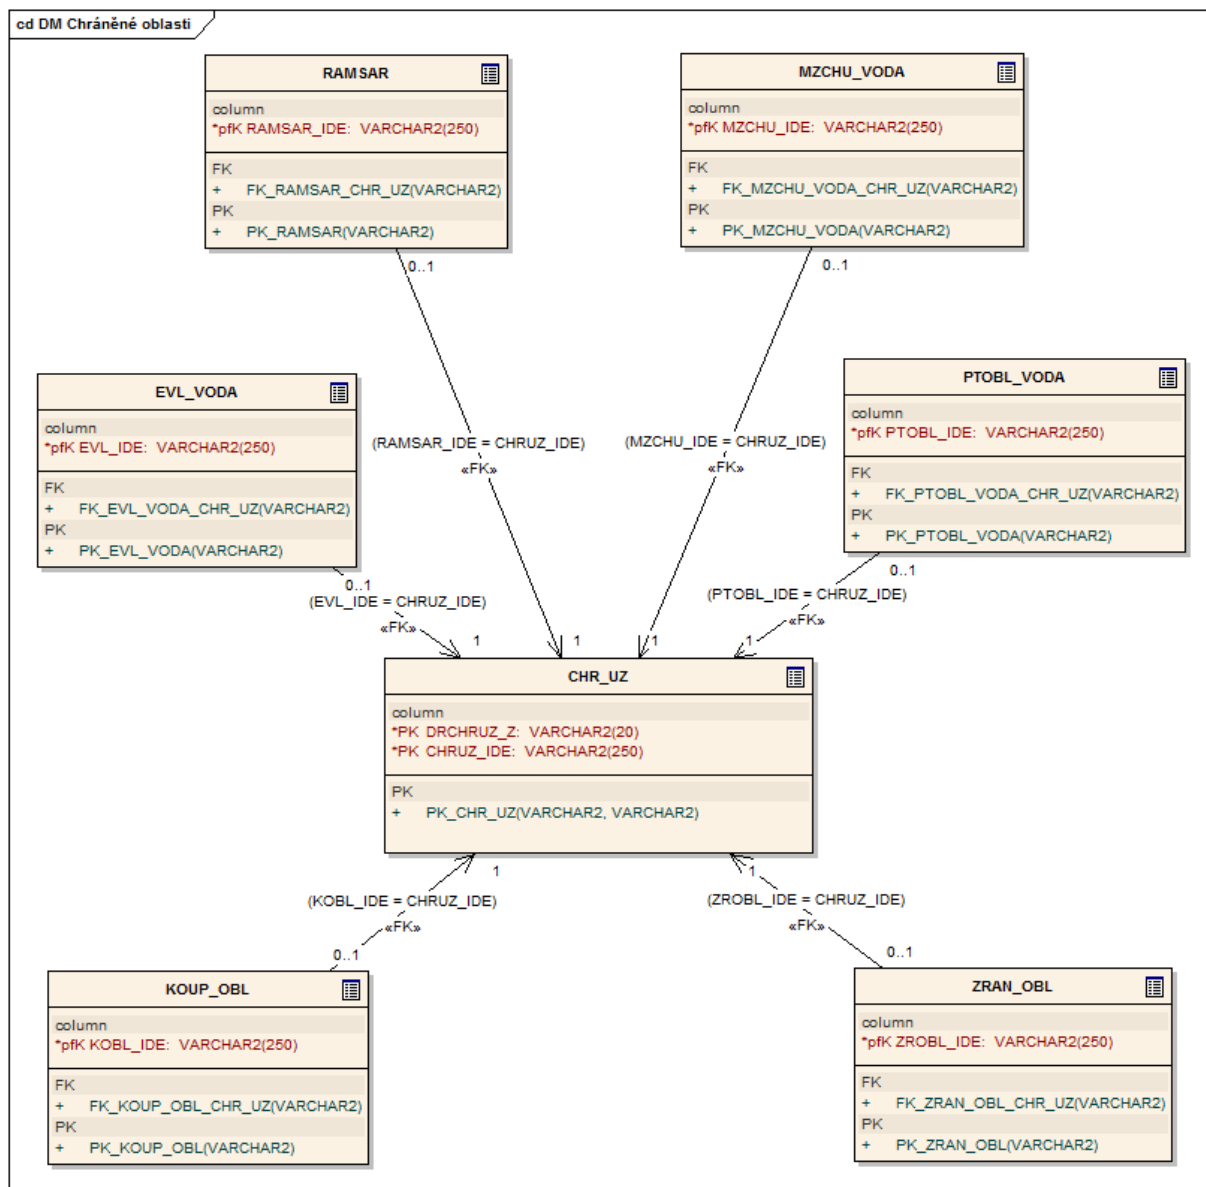 cd DM Chráněné oblasti
RAMSAR
column
*pfK RAMSAR_IDE: VARCHAR2(250)
FK
+ FK_RAMSAR_CHR_UZ(VARCHAR2)
PK
+ PK_RAMSAR(VARCHAR2)
0..1
MZCHU_VODA
column
*pfK MZCHU_IDE: VARCHAR2(250)
FK
+ FK_MZCHU_VODA_CHR_UZ(VARCHAR2)
PK
+ PK_MZCHU_VODA(VARCHAR2)
0..1
EVL_VODA
column
*pfK EVL_IDE: VARCHAR2(250)
FK
+ FK_EVL_VODA_CHR_UZ(VARCHAR2)
PK
+ PK_EVL_VODA(VARCHAR2)
0..1
(RAMSAR_IDE = CHRUZ_IDE)
«FK»
(MZCHU_IDE = CHRUZ_IDE)
«FK»
PTOBL_VODA
column
*pfK PTOBL_IDE: VARCHAR2(250)
FK
+ FK_PTOBL_VODA_CHR_UZ(VARCHAR2)
PK
+ PK_PTOBL_VODA(VARCHAR2)
0..1
(EVL_IDE = CHRUZ_IDE)
«FK»
(PTOBL_IDE = CHRUZ_IDE)
«FK»
1
1
1
1
CHR_UZ
column
*PK DRCHRUZ_Z: VARCHAR2(20)
*PK CHRUZ_IDE: VARCHAR2(250)
PK
+ PK_CHR_UZ(VARCHAR2, VARCHAR2)
1
1
(KOBL_IDE = CHRUZ_IDE)
«FK»
(ZROBL_IDE = CHRUZ_IDE)
«FK»
0..1
0..1
KOUP_OBL
column
*pfK KOBL_IDE: VARCHAR2(250)
FK
+ FK_KOUP_OBL_CHR_UZ(VARCHAR2)
PK
+ PK_KOUP_OBL(VARCHAR2)
ZRAN_OBL
column
*pfK ZROBL_IDE: VARCHAR2(250)
FK
+ FK_ZRAN_OBL_CHR_UZ(VARCHAR2)
PK
+ PK_ZRAN_OBL(VARCHAR2)